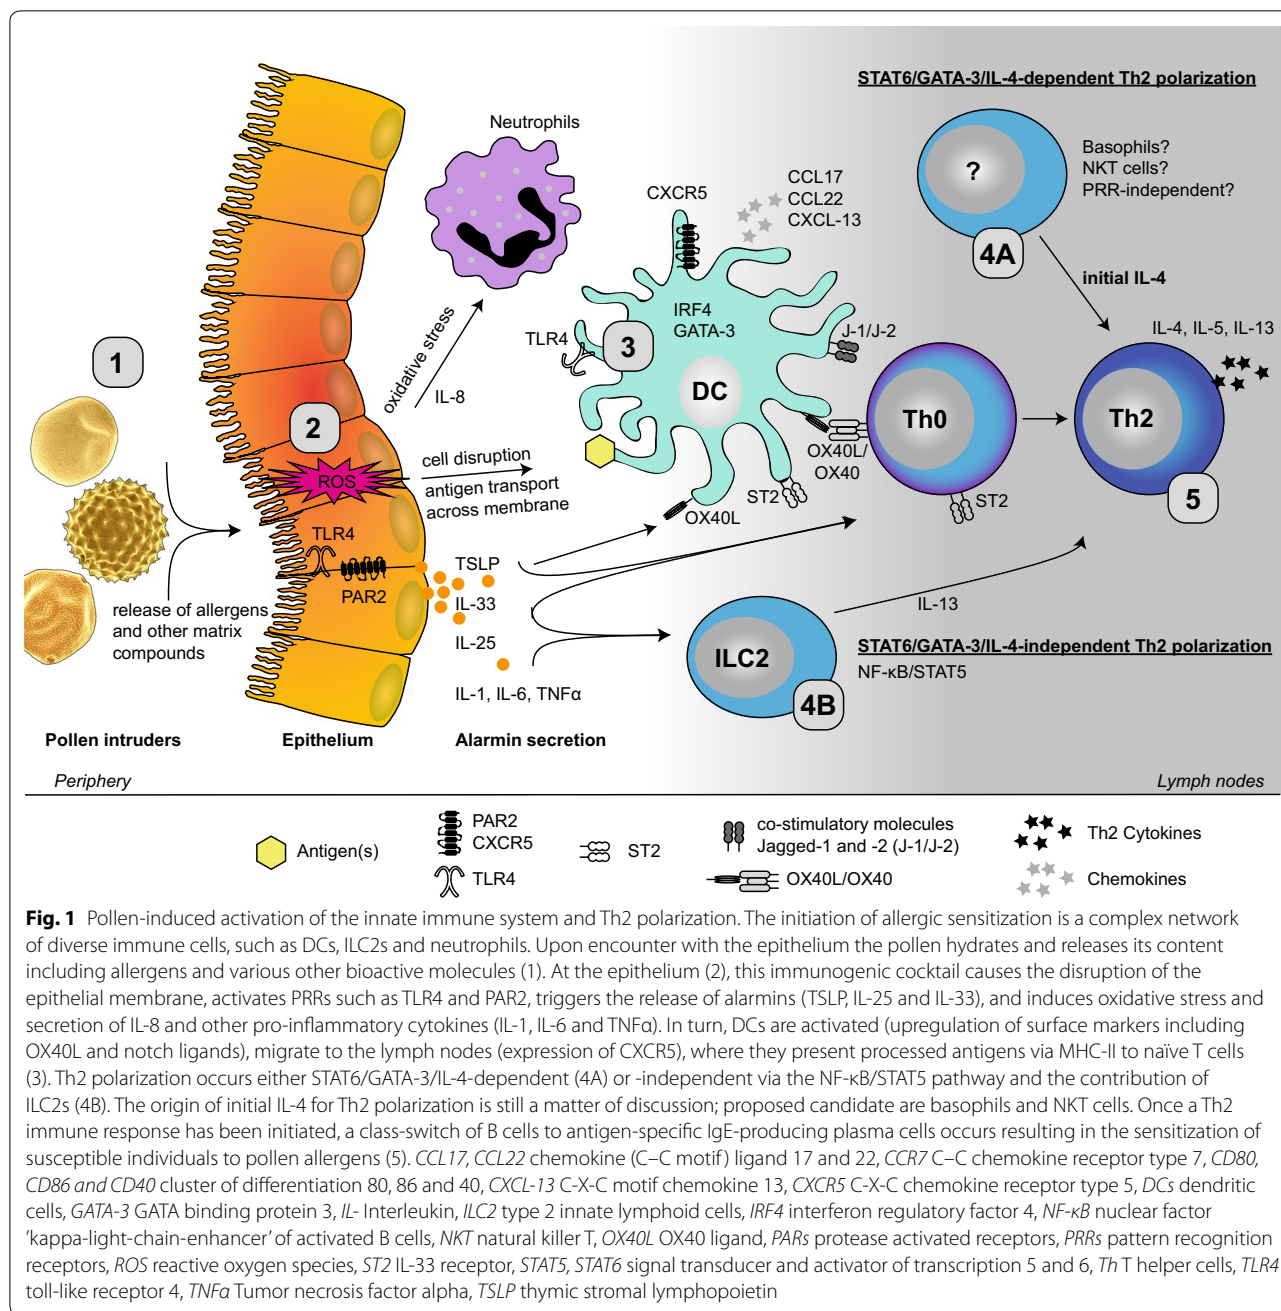 STAT6/GATA-3/IL-4-dependent Th2 polarization
Neutrophils
Basophils?
NKT cells?
PRR-independent?
?
4A
CCL17
CCL22
CXCL-13
CXCR5
initial IL-4
IL-4, IL-5, IL-13
IRF4
GATA-3
J-1/J-2
TLR4
3
DC
1
oxidative stress
IL-8
2
ROS
cell disruption
antigen transport
across membrane
Th0
Th2
5
OX40L/
OX40
ST2
ST2
OX40L
TLR4
PAR2
release of allergens
and other matrix
compounds
TSLP
IL-33
IL-25
IL-1, IL-6, TNFα
ILC2
4B
IL-13
STAT6/GATA-3/IL-4-independent Th2 polarization
NF-κB/STAT5
Pollen intruders
Epithelium
Alarmin secretion
Periphery
Lymph nodes
Antigen(s)
PAR2
CXCR5
TLR4
ST2
co-stimulatory molecules
Jagged-1 and -2 (J-1/J-2)
OX40L/OX40
Th2 Cytokines
Chemokines
Fig. 1 Pollen-induced activation of the innate immune system and Th2 polarization. The initiation of allergic sensitization is a complex network
of diverse immune cells, such as DCs, ILC2s and neutrophils. Upon encounter with the epithelium the pollen hydrates and releases its content
including allergens and various other bioactive molecules (1). At the epithelium (2), this immunogenic cocktail causes the disruption of the
epithelial membrane, activates PRRs such as TLR4 and PAR2, triggers the release of alarmins (TSLP, IL-25 and IL-33), and induces oxidative stress and
secretion of IL-8 and other pro-inflammatory cytokines (IL-1, IL-6 and TNFα). In turn, DCs are activated (upregulation of surface markers including
OX40L and notch ligands), migrate to the lymph nodes (expression of CXCR5), where they present processed antigens via MHC-II to naïve T cells
(3). Th2 polarization occurs either STAT6/GATA-3/IL-4-dependent (4A) or -independent via the NF-κB/STAT5 pathway and the contribution of
ILC2s (4B). The origin of initial IL-4 for Th2 polarization is still a matter of discussion; proposed candidate are basophils and NKT cells. Once a Th2
immune response has been initiated, a class-switch of B cells to antigen-specific IgE-producing plasma cells occurs resulting in the sensitization of
susceptible individuals to pollen allergens (5). CCL17, CCL22 chemokine (C–C motif) ligand 17 and 22, CCR7 C–C chemokine receptor type 7, CD80,
CD86 and CD40 cluster of differentiation 80, 86 and 40, CXCL-13 C-X-C motif chemokine 13, CXCR5 C-X-C chemokine receptor type 5, DCs dendritic
cells, GATA-3 GATA binding protein 3, IL- Interleukin, ILC2 type 2 innate lymphoid cells, IRF4 interferon regulatory factor 4, NF-κB nuclear factor
'kappa-light-chain-enhancer' of activated B cells, NKT natural killer T, OX40L OX40 ligand, PARs protease activated receptors, PRRs pattern recognition
receptors, ROS reactive oxygen species, ST2 IL-33 receptor, STAT5, STAT6 signal transducer and activator of transcription 5 and 6, Th T helper cells, TLR4
toll-like receptor 4, TNFα Tumor necrosis factor alpha, TSLP thymic stromal lymphopoietin